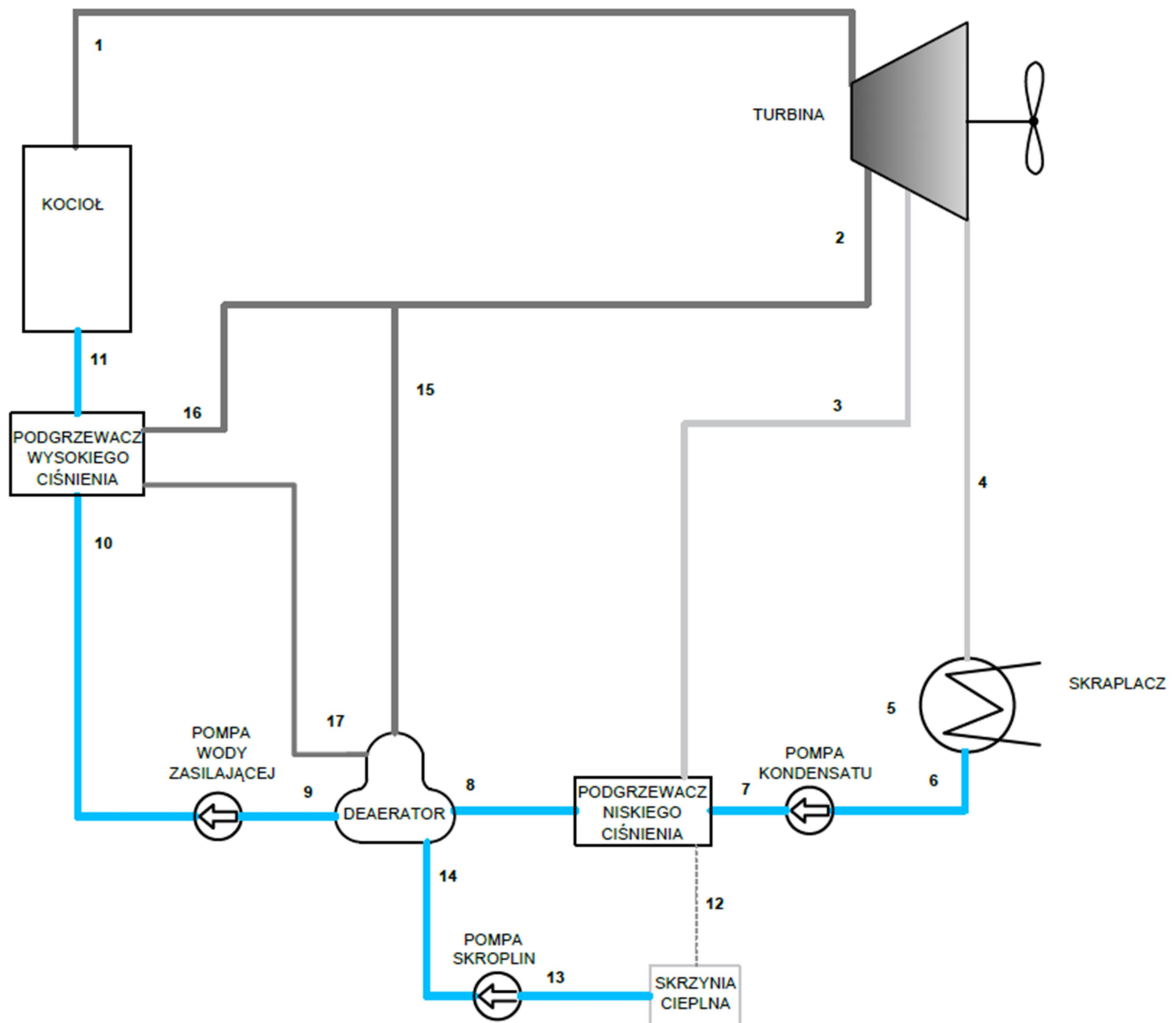 1
TURBINA
KOCIOŁ
2
11
15
16
3
PODGRZEWACZ
WYSOKIEGO
CIŚNIENIA
4
10
SKRAPLACZ
5
17
POMPA
WODY
ZASILAJĄCEJ
POMPA
KONDENSATU
9
8
7
6
DEAERATOR
PODGRZEWACZ
NISKIEGO
CIŚNIENIA
14
12
POMPA
SKROPLIN
13
SKRZYNIA
CIEPLNA